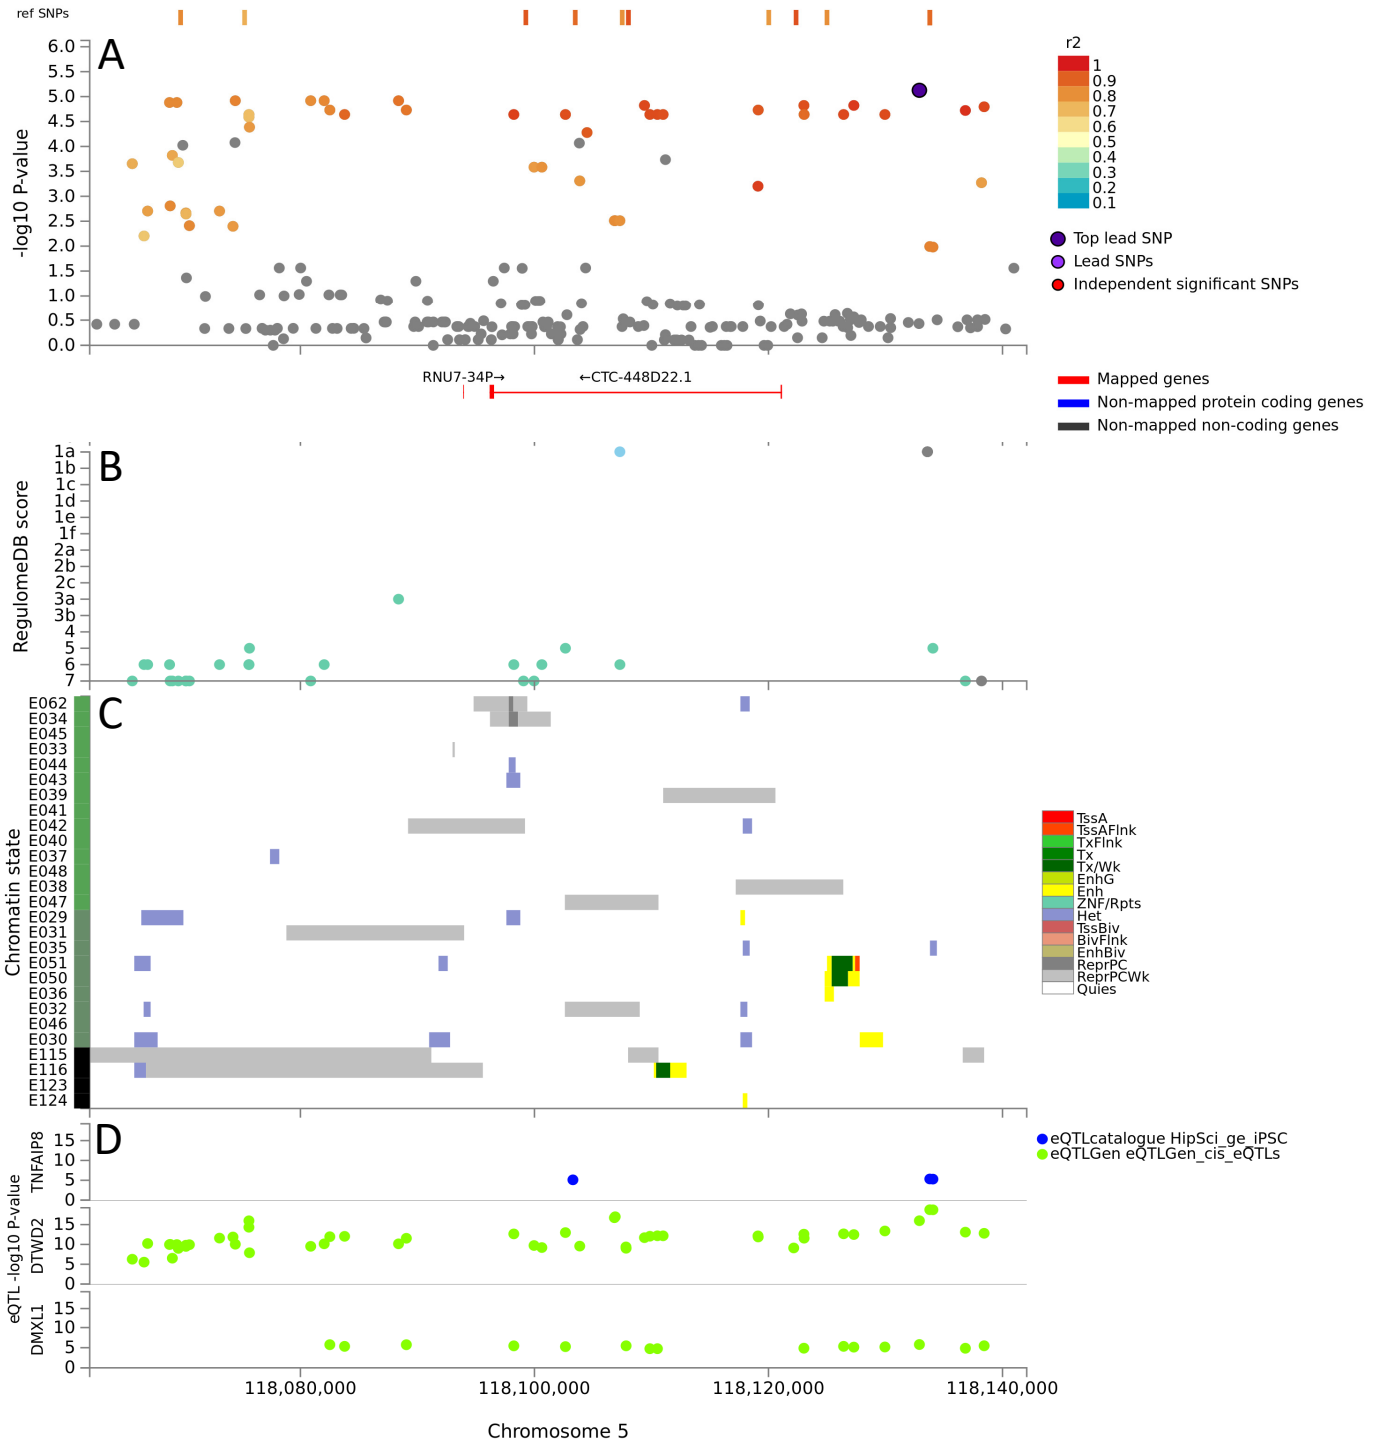 ref SNPs
A
6.0
5.5
5.0
4.5
4.0
3.5
3.0
2.5
2.0
1.5
1.0
0.5
0.0
-log10 P-value
r2
1
0.9
0.8
0.7
0.6
0.5
0.4
0.3
0.2
0.1
Top lead SNP
Lead SNPs
Independent significant SNPs
RNU7-34P→
←CTC-448D22.1
Mapped genes
Non-mapped protein coding genes
Non-mapped non-coding genes
B
1a
1b
1c
1d
1e
1f
2a
2b
2c
3a
3b
4
5
6
7
RegulomeDB score
C
E062
E034
E045
E033
E044
E043
E039
E041
E042
E040
E037
E048
E038
E047
E029
E031
E035
E051
E050
E036
E032
E046
E030
E115
E116
E123
E124
Chromatin state
TssA
TssAFlnk
TxFlnk
Tx
Tx/Wk
EnhG
Enh
ZNF/Rpts
Het
TssBiv
BivFlnk
EnhBiv
ReprPC
ReprPCWk
Quies
D
eQTL -log10 P-value
TNFAIP8
15
10
5
0
DTWD2
15
10
5
0
DMXL1
15
10
5
0
eQTLcatalogue HipSci_ge_iPSC
eQTLGen eQTLGen_cis_eQTLs
118,080,000
118,100,000
118,120,000
118,140,000
Chromosome 5